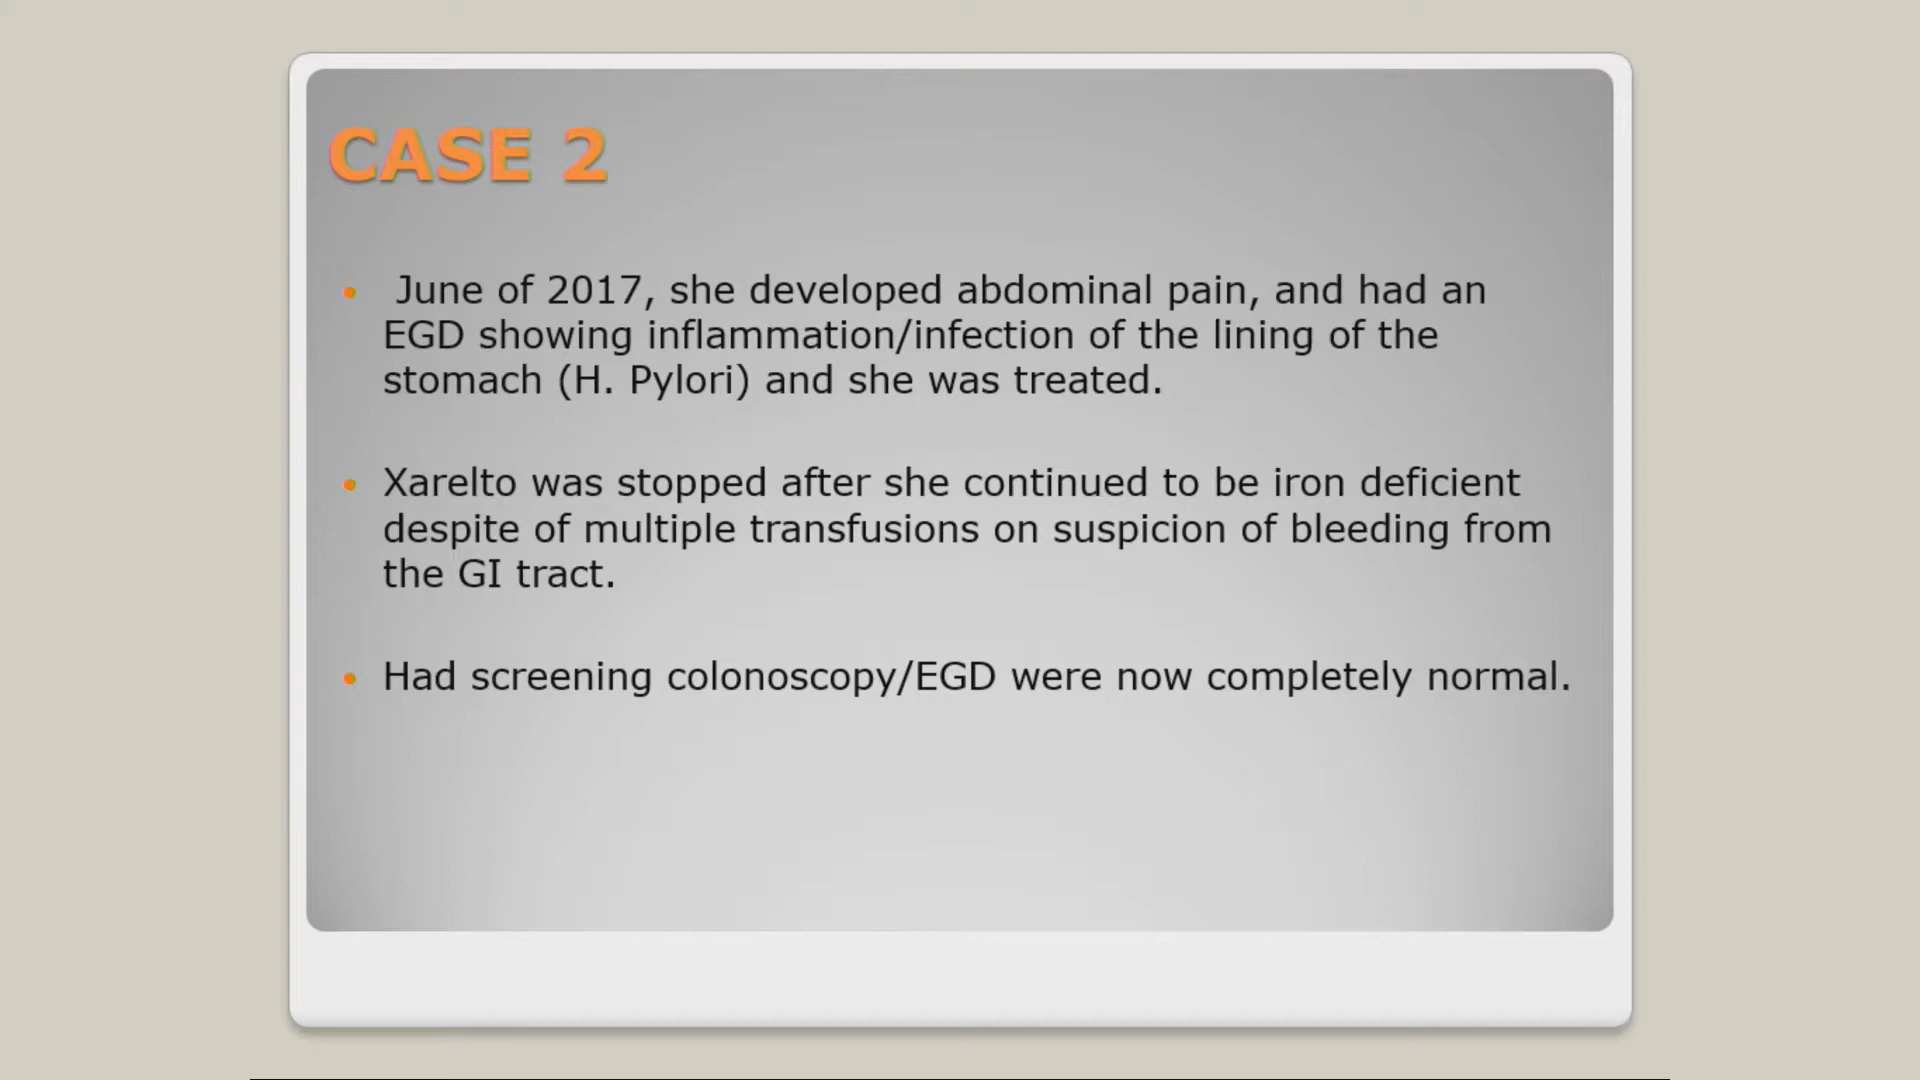 CASE 2
• June of 2017, she developed abdominal pain, and had an
EGD showing inflammation/infection of the lining of the
stomach (H. Pylori) and she was treated.
• Xarelto was stopped after she continued to be iron deficient
despite of multiple transfusions on suspicion of bleeding from
the GI tract.
• Had screening colonoscopy/EGD were now completely normal.